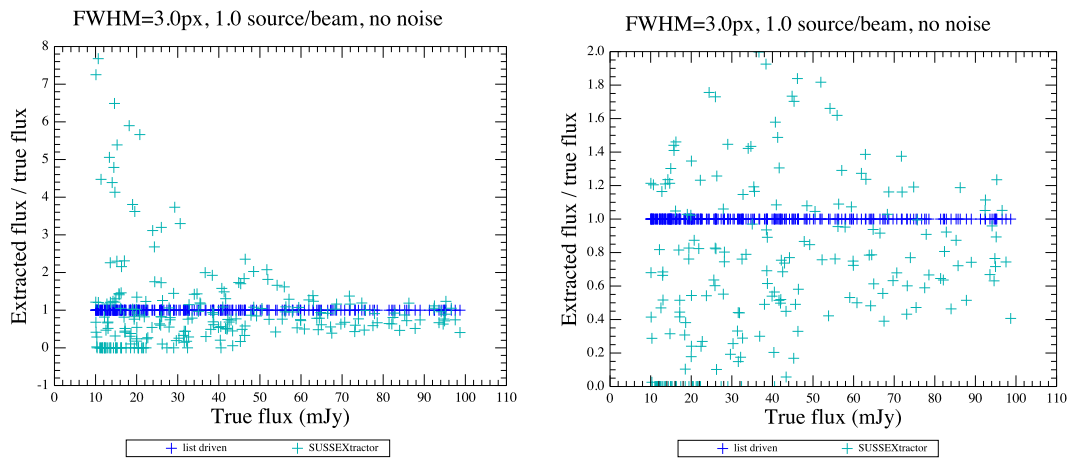 FWHM=3.0px, 1.0 source/beam, no noise
Extracted flux / true flux
8
7
6
5
4
3
2
1
0
-1
0 10 20 30 40 50 60 70 80 90 100 110
True flux (mJy)
list driven SUSSEXtractor
FWHM=3.0px, 1.0 source/beam, no noise
Extracted flux / true flux
2.0
1.8
1.6
1.4
1.2
1.0
0.8
0.6
0.4
0.2
0.0
0 10 20 30 40 50 60 70 80 90 100 110
True flux (mJy)
list driven SUSSEXtractor